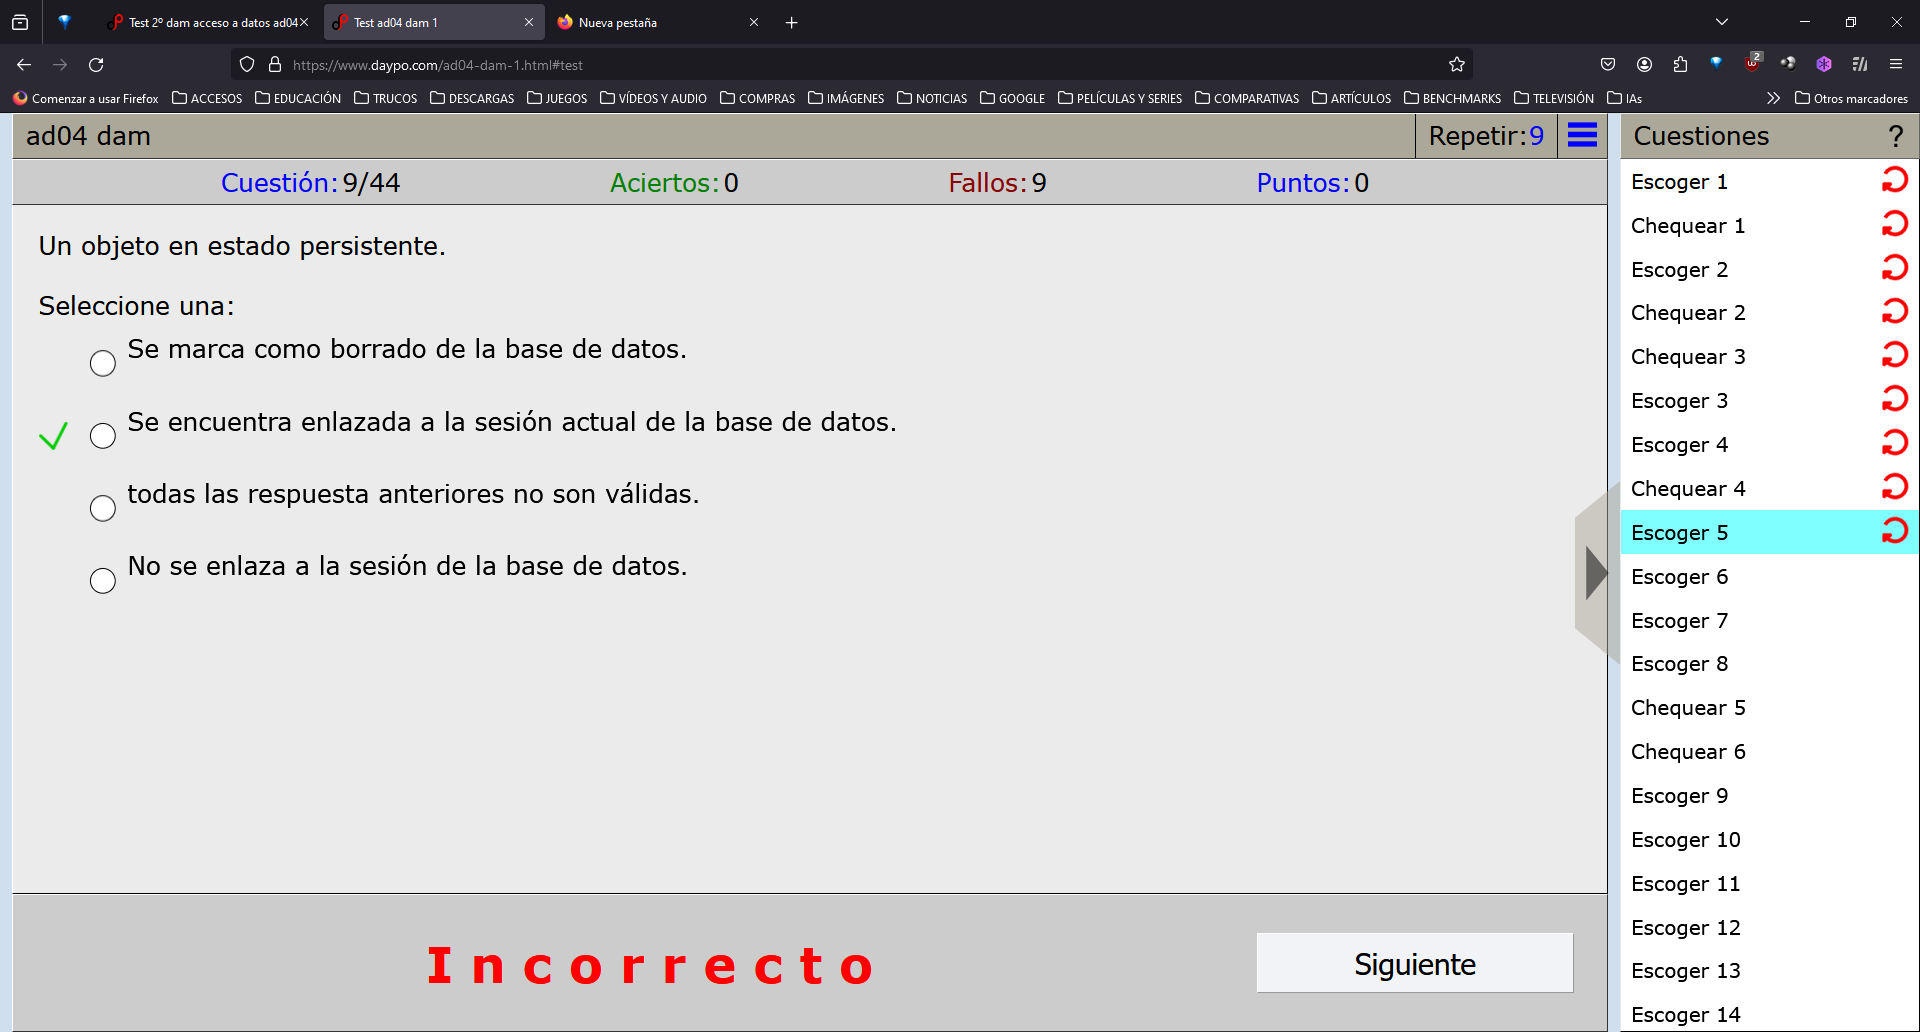 Test 2º dam acceso a datos ad04
Test ad04 dam 1
Nueva pestaña
https://www.daypo.com/ad04-dam-1.html#test
2
Comenzar a usar Firefox
ACCESOS
EDUCACIÓN
TRUCOS
DESCARGAS
JUEGOS
VÍDEOS Y AUDIO
COMPRAS
IMÁGENES
NOTICIAS
GOOGLE
PELÍCULAS Y SERIES
COMPARATIVAS
ARTÍCULOS
BENCHMARKS
TELEVISIÓN
IAs
Otros marcadores
ad04 dam
Repetir:9
Cuestión:9/44
Aciertos:0
Fallos:9
Puntos:0
Un objeto en estado persistente.
Seleccione una:
Se marca como borrado de la base de datos.
Se encuentra enlazada a la sesión actual de la base de datos.
todas las respuesta anteriores no son válidas.
No se enlaza a la sesión de la base de datos.
Incorrecto
Siguiente
Cuestiones
?
Escoger 1
Chequear 1
Escoger 2
Chequear 2
Chequear 3
Escoger 3
Escoger 4
Chequear 4
Escoger 5
Escoger 6
Escoger 7
Escoger 8
Chequear 5
Chequear 6
Escoger 9
Escoger 10
Escoger 11
Escoger 12
Escoger 13
Escoger 14